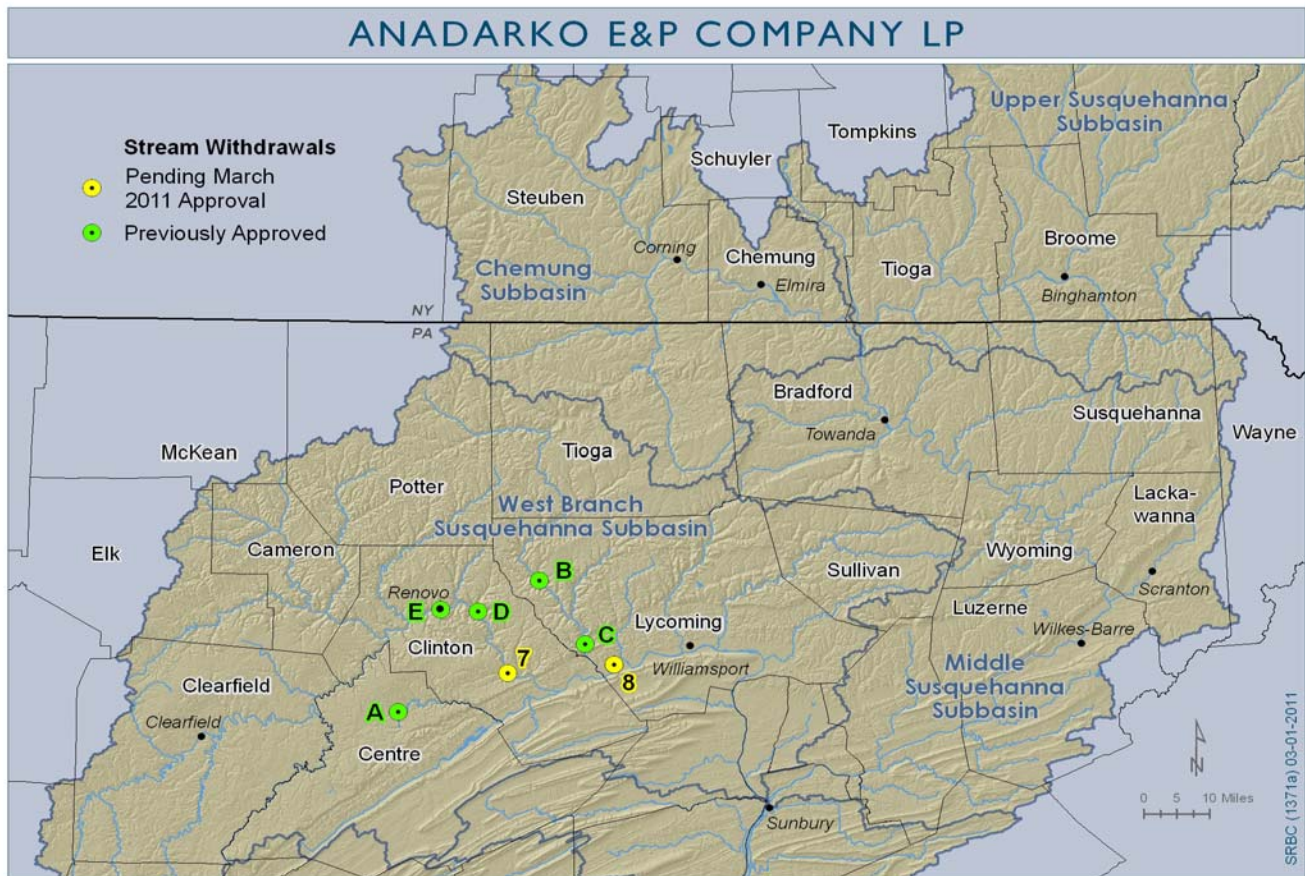 ANADARKO E&P COMPANY LP
Stream Withdrawals
Pending March
2011 Approval
Previously Approved
Upper Susquehanna
Subbasin
Tompkins
Schuyler
Steuben
Corning
Chemung
Elmira
Tioga
Broome
Binghamton
Chemung
Subbasin
NY
PA
Bradford
Towanda
Susquehanna
Wayne
McKean
Tioga
Potter
West Branch
Susquehanna Subbasin
Lacka-
wanna
Elk
Cameron
Wyoming
Sullivan
Scranton
B
Renovo
E
D
Luzerne
Lycoming
C
Wilkes-Barre
Clinton
7
Williamsport
8
Middle
Susquehanna
Subbasin
Clearfield
A
Clearfield
Centre
Sunbury
0 5 10 Miles
SRBC (1371a) 03-01-2011